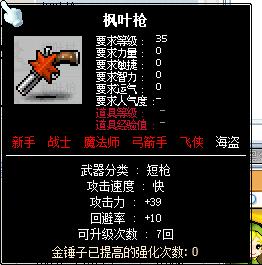 枫叶枪
要求等级： 35
要求力量： 0
要求敏捷： 0
要求智力： 0
要求运气： 0
要求人气度： -
道具等级： -
道具经验值： -
新手 战士 魔法师 弓箭手 飞侠 海盗
武器分类： 短枪
攻击速度： 快
攻击力： +39
回避率： +10
可升级次数： 7回
金锤子已提高的强化次数: 0